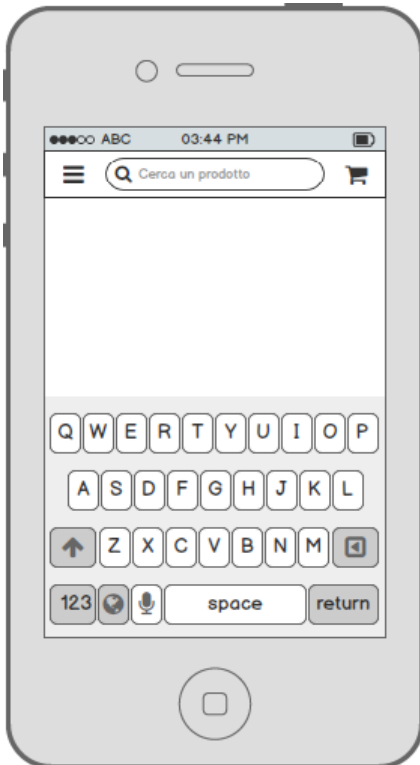 ABC 03:44 PM
Cerca un prodotto
Q W E R T Y U I O P
A S D F G H J K L
Z X C V B N M
123 space return